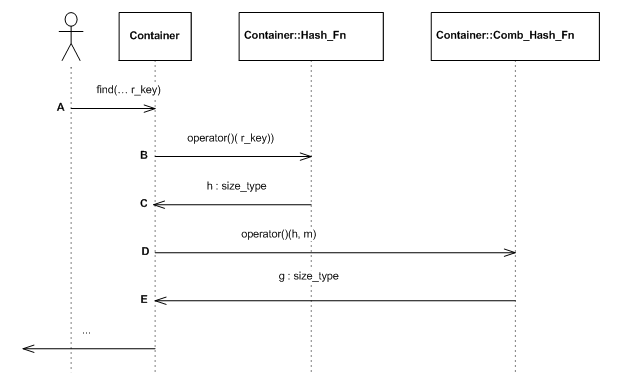 Container
Container::Hash_Fn
Container::Comb_Hash_Fn
find(... r_key)
A
operator()( r_key))
B
h : size_type
C
operator()(h, m)
D
g : size_type
E
...